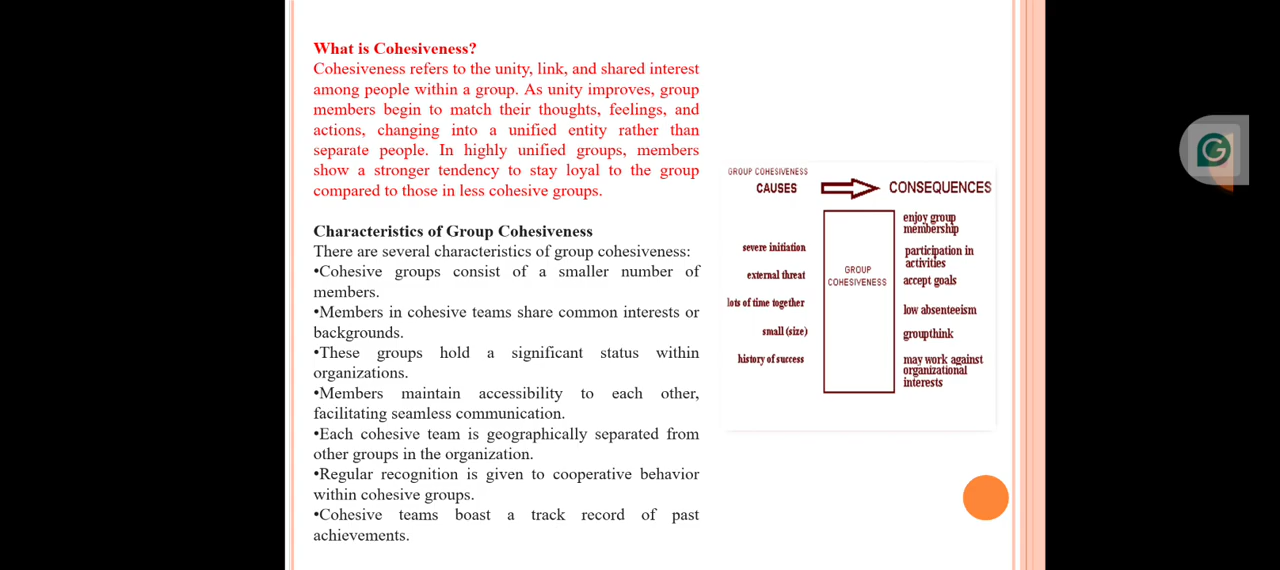 What is Cohesiveness?
Cohesiveness refers to the unity, link, and shared interest
among people within a group. As unity improves, group
members begin to match their thoughts, feelings, and
actions, changing into a unified entity rather than
separate people. In highly unified groups, members
show a stronger tendency to stay loyal to the group
compared to those in less cohesive groups.
Characteristics of Group Cohesiveness
There are several characteristics of group cohesiveness:
•Cohesive groups consist of a smaller number of
members.
•Members in cohesive teams share common interests or
backgrounds.
•These groups hold a significant status within
organizations.
•Members maintain accessibility to each other,
facilitating seamless communication.
•Each cohesive team is geographically separated from
other groups in the organization.
•Regular recognition is given to cooperative behavior
within cohesive groups.
•Cohesive teams boast a track record of past
achievements.
GROUP COHESIVENESS
CAUSES
CONSEQUENCES
severe initiation
external threat
lots of time together
small (size)
history of success
GROUP
COHESIVENESS
enjoy group
membership
participation in
activities
accept goals
low absenteeism
groupthink
may work against
organizational
interests
G